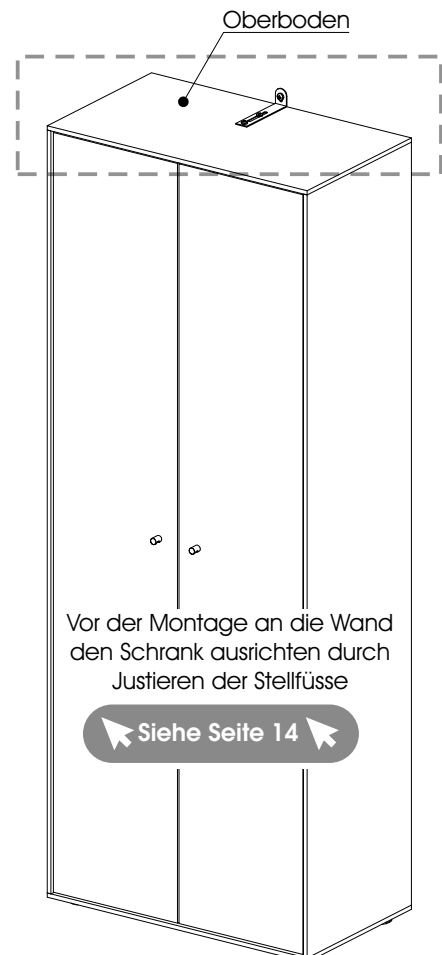 Oberboden
Vor der Montage an die Wand
den Schrank ausrichten durch
Justieren der Stellfüsse
Siehe Seite 14